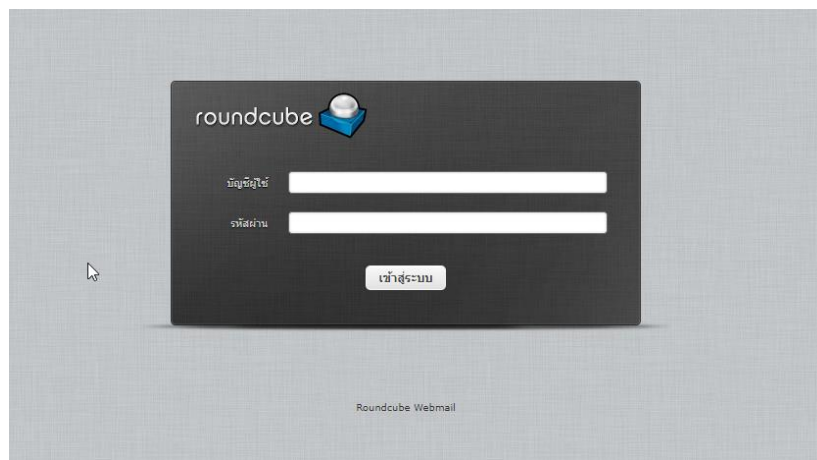 roundcube
บัญชีผู้ใช้
รหัสผ่าน
เข้าสู่ระบบ
Roundcube Webmail